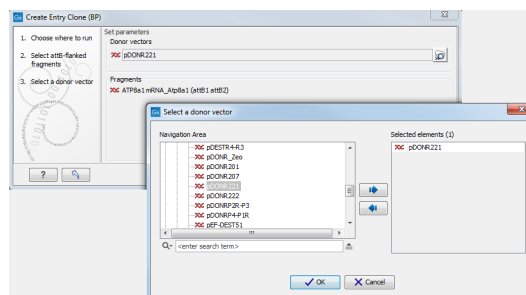 Create Entry Clone (BP)
1. Choose where to run
2. Select attB-flanked fragments
3. Select a donor vector
Set parameters
Donor vectors
pDONR221
Fragments
ATP8a1 mRNA_Atp8a1 (attB1 attB2)
?
Select a donor vector
Navigation Area
pDESTR4-R3
pDONR_Zeo
pDONR201
pDONR207
pDONR221
pDONR222
pDONRP2R-P3
pDONRP4-P1R
pEF-DEST51
<enter search term>
Selected elements (1)
pDONR221
OK
Cancel